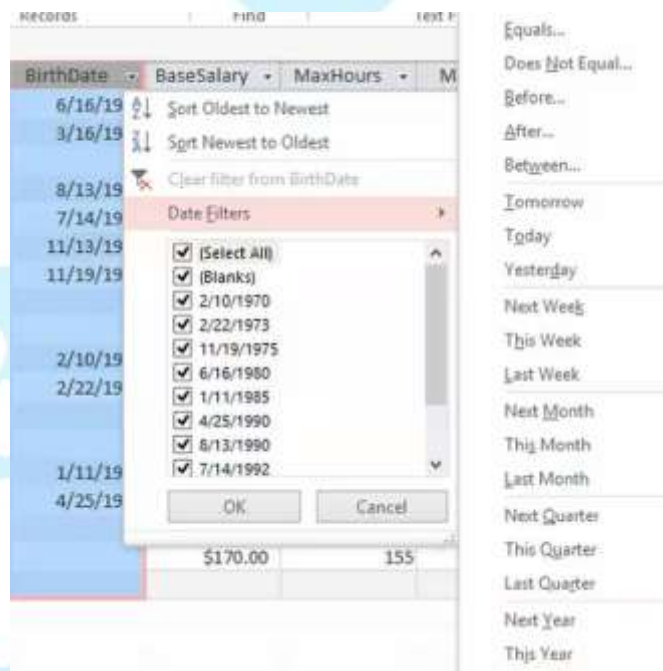 Records Find
BirthDate BaseSalary MaxHours M
6/16/19
3/16/19
8/13/19
7/14/19
11/13/19
11/19/19
2/10/19
2/22/19
1/11/19
4/25/19
Sort Oldest to Newest
Sort Newest to Oldest
Clear filter from BirthDate
Date Filters
(Select All)
(Blanks)
2/10/1970
2/22/1973
11/19/1975
6/16/1980
1/11/1985
4/25/1990
8/13/1990
7/14/1992
OK Cancel
$170.00 155
Equals...
Does Not Equal...
Before...
After...
Between...
Tomorrow
Today
Yesterday
Next Week
This Week
Last Week
Next Month
This Month
Last Month
Next Quarter
This Quarter
Last Quarter
Next Year
This Year